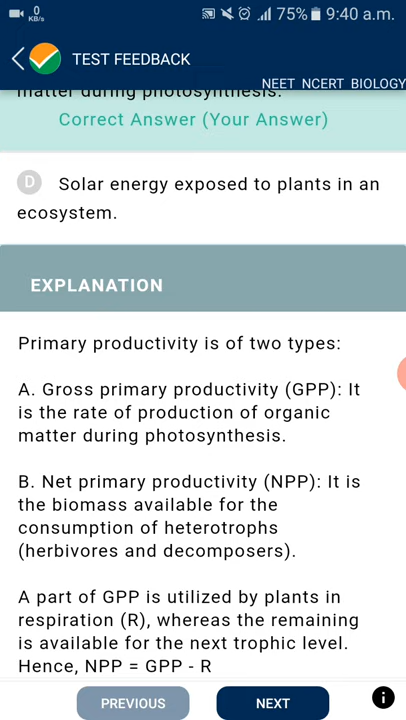 0
KB/s
75%
9:40 a.m.
TEST FEEDBACK
NEET NCERT BIOLOGY
matter during photosynthesis.
Correct Answer (Your Answer)
D Solar energy exposed to plants in an
ecosystem.
EXPLANATION
Primary productivity is of two types:
A. Gross primary productivity (GPP): It
is the rate of production of organic
matter during photosynthesis.
B. Net primary productivity (NPP): It is
the biomass available for the
consumption of heterotrophs
(herbivores and decomposers).
A part of GPP is utilized by plants in
respiration (R), whereas the remaining
is available for the next trophic level.
Hence, NPP = GPP - R
PREVIOUS
NEXT